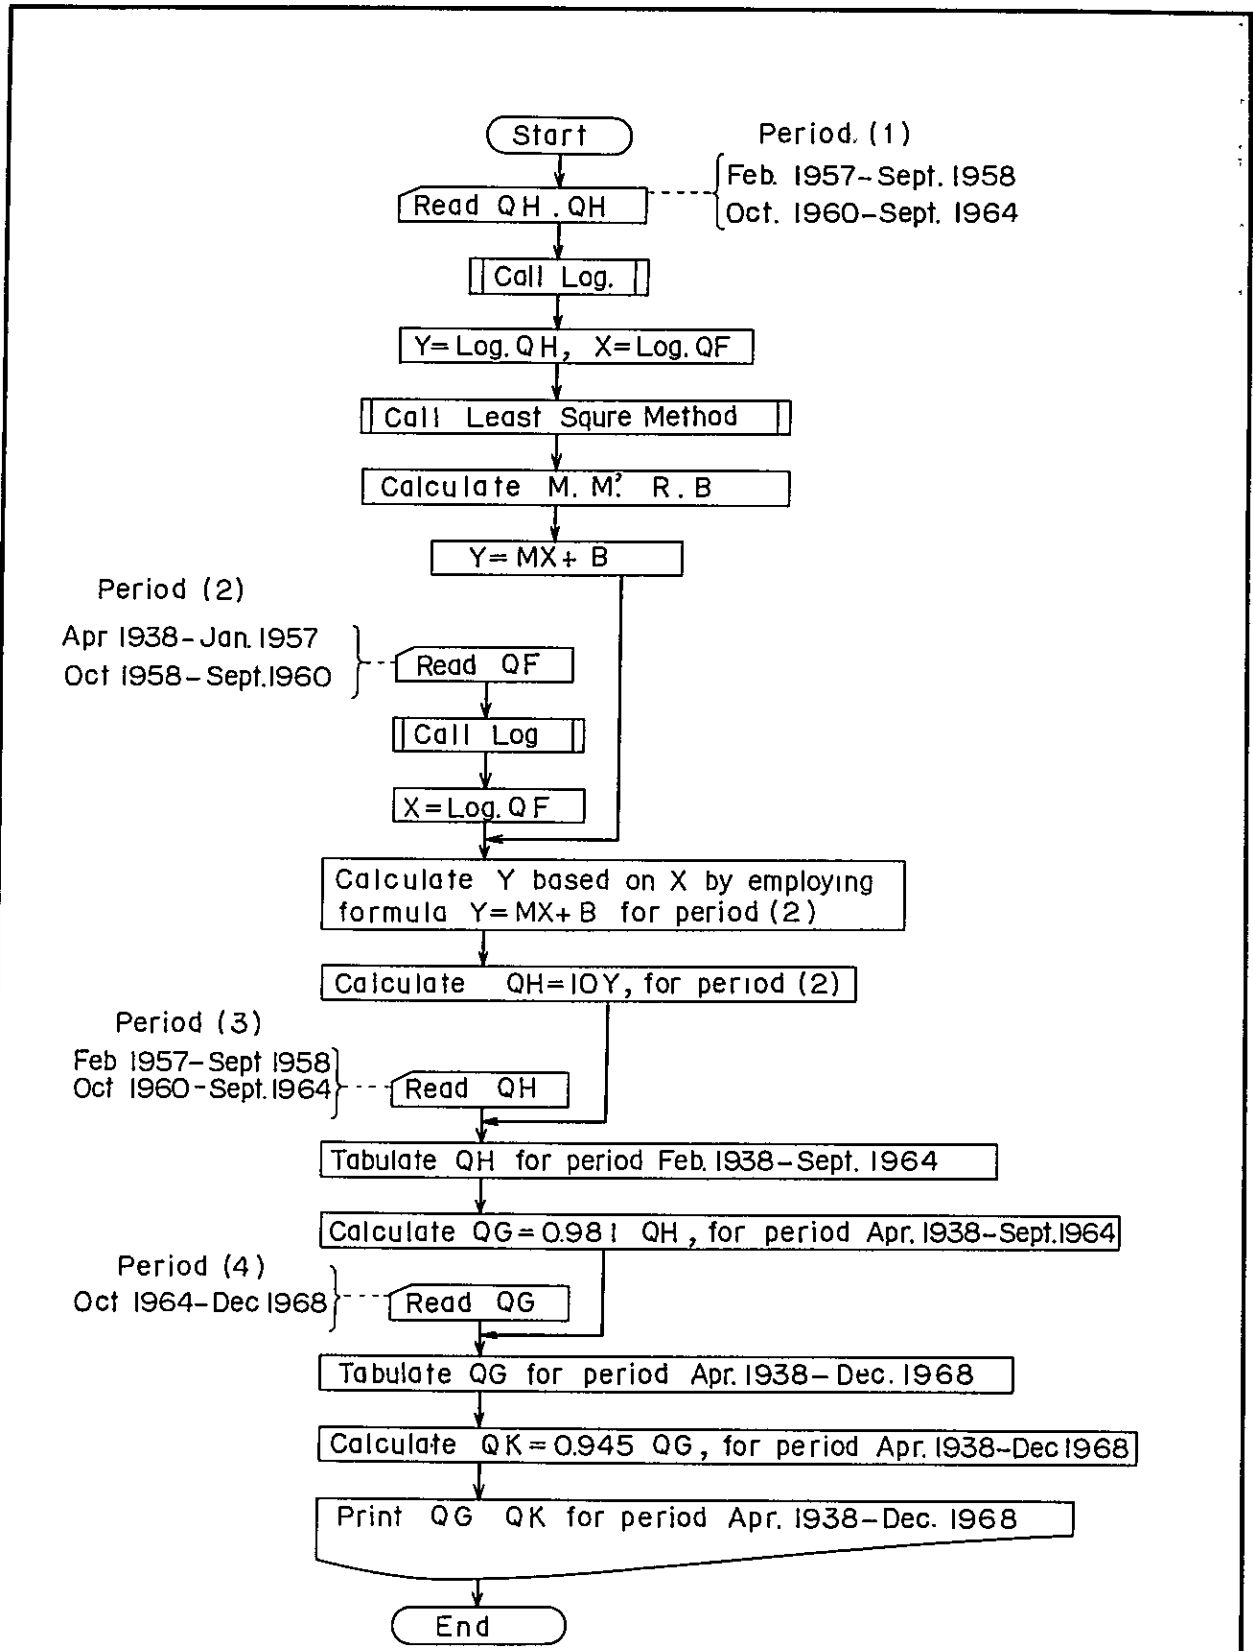 Start
Period. (1)
Feb. 1957-Sept. 1958
Oct. 1960-Sept. 1964
Read QH . QH
Call Log.
Y=Log. QH, X=Log. QF
Call Least Squre Method
Calculate M. M'. R. B
Y=MX+ B
Period (2)
Apr 1938-Jan. 1957
Oct 1958-Sept. 1960
Read QF
Call Log
X=Log. QF
Calculate Y based on X by employing
formula Y=MX+ B for period (2)
Calculate QH=10Y, for period (2)
Period (3)
Feb 1957-Sept 1958
Oct 1960-Sept. 1964
Read QH
Tabulate QH for period Feb. 1938-Sept. 1964
Calculate QG=0.981 QH, for period Apr. 1938-Sept. 1964
Period (4)
Oct 1964-Dec 1968
Read QG
Tabulate QG for period Apr. 1938-Dec. 1968
Calculate QK=0.945 QG, for period Apr. 1938-Dec 1968
Print QG QK for period Apr. 1938-Dec. 1968
End